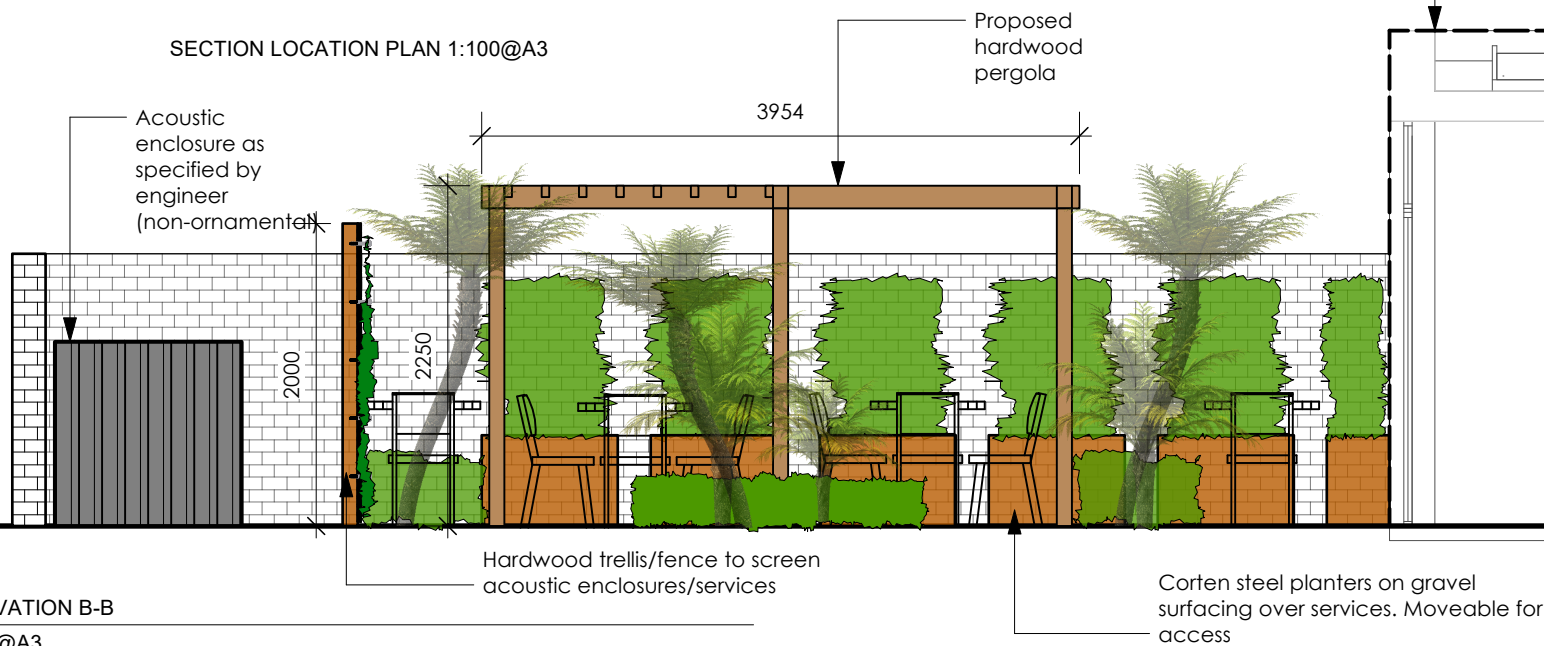 SECTION LOCATION PLAN 1:100@A3
Proposed
hardwood
pergola
Acoustic
enclosure as
specified by
engineer
(non-ornamental)
3954
2000
2250
Hardwood trellis/fence to screen
acoustic enclosures/services
Corten steel planters on gravel
surfacing over services. Moveable for
access
VATION B-B
@A3